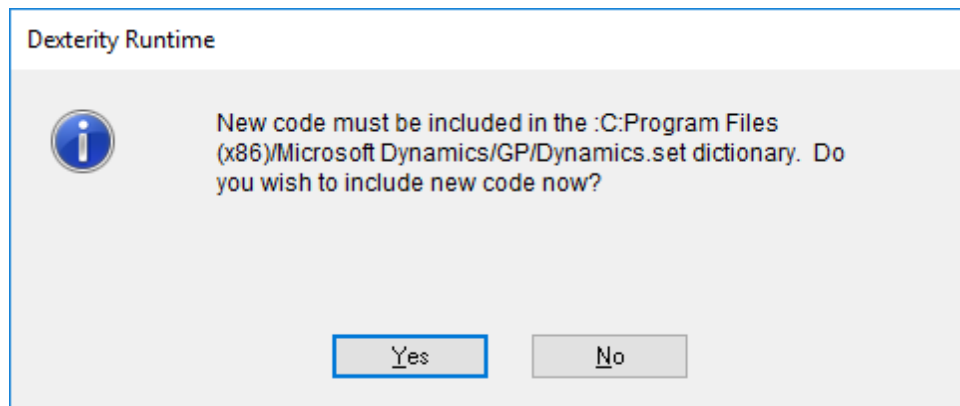 Dexterity Runtime
New code must be included in the :C:Program Files
(x86)/Microsoft Dynamics/GP/Dynamics.set dictionary.  Do
you wish to include new code now?
Yes
No